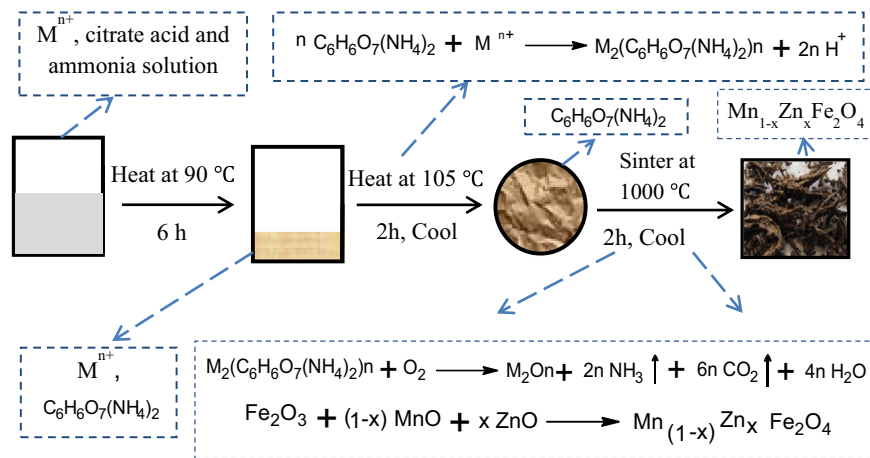 Mⁿ⁺, citrate acid and
ammonia solution
n C₆H₆O₇(NH₄)₂ + M ⁿ⁺ ⟶ M₂(C₆H₆O₇(NH₄)₂)n + 2n H⁺
C₆H₆O₇(NH₄)₂
Mn₁₋ₓZnₓFe₂O₄
Heat at 90 ℃
6 h
Heat at 105 ℃
2h, Cool
Sinter at
1000 ℃
2h, Cool
Mⁿ⁺,
C₆H₆O₇(NH₄)₂
M₂(C₆H₆O₇(NH₄)₂)n + O₂ ⟶ M₂On + 2n NH₃ ↑ + 6n CO₂ ↑ + 4n H₂O
Fe₂O₃ + (1-x) MnO + x ZnO ⟶ Mn ₍₁₋ₓ₎ Znₓ Fe₂O₄